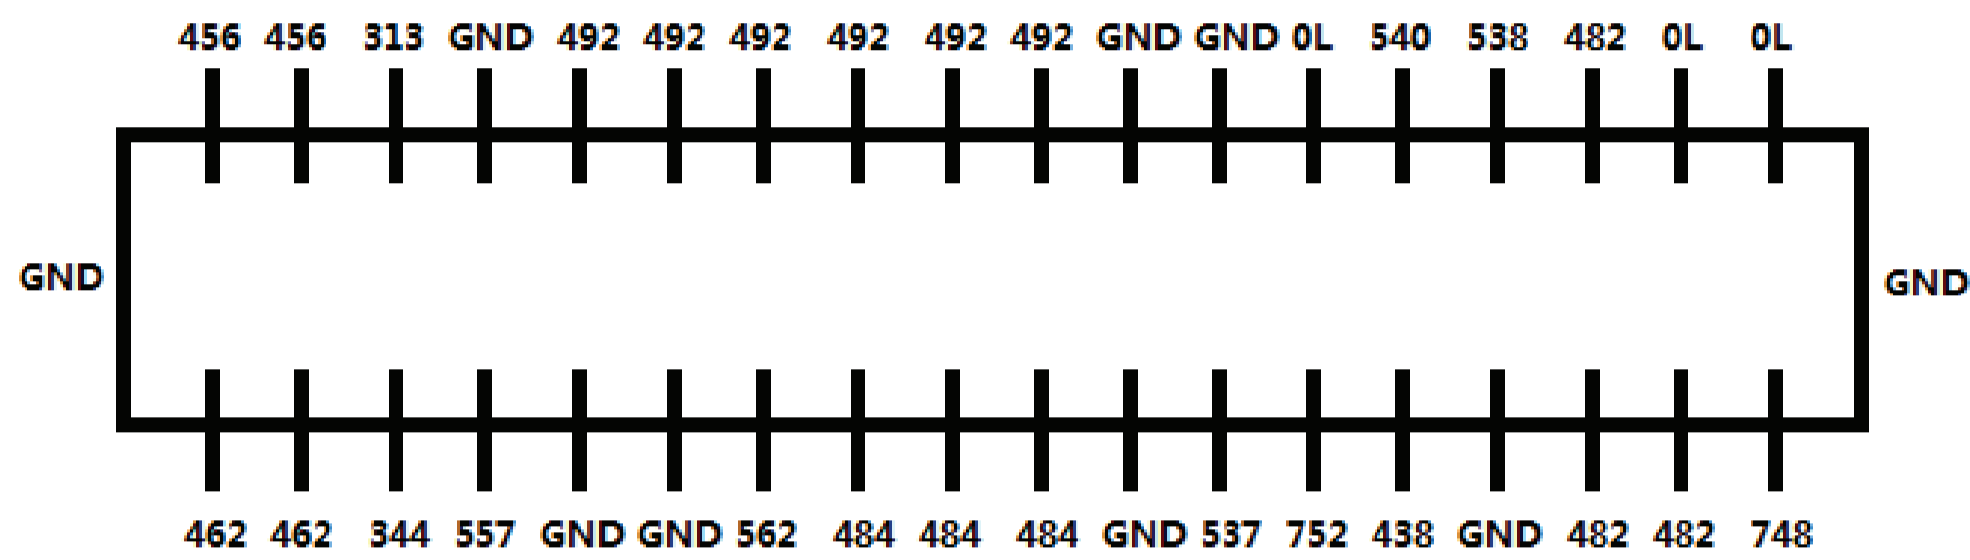 456 456 313 GND 492 492 492 492 492 492 GND GND 0L 540 538 482 0L 0L
GND GND
462 462 344 557 GND GND 562 484 484 484 GND 537 752 438 GND 482 482 748